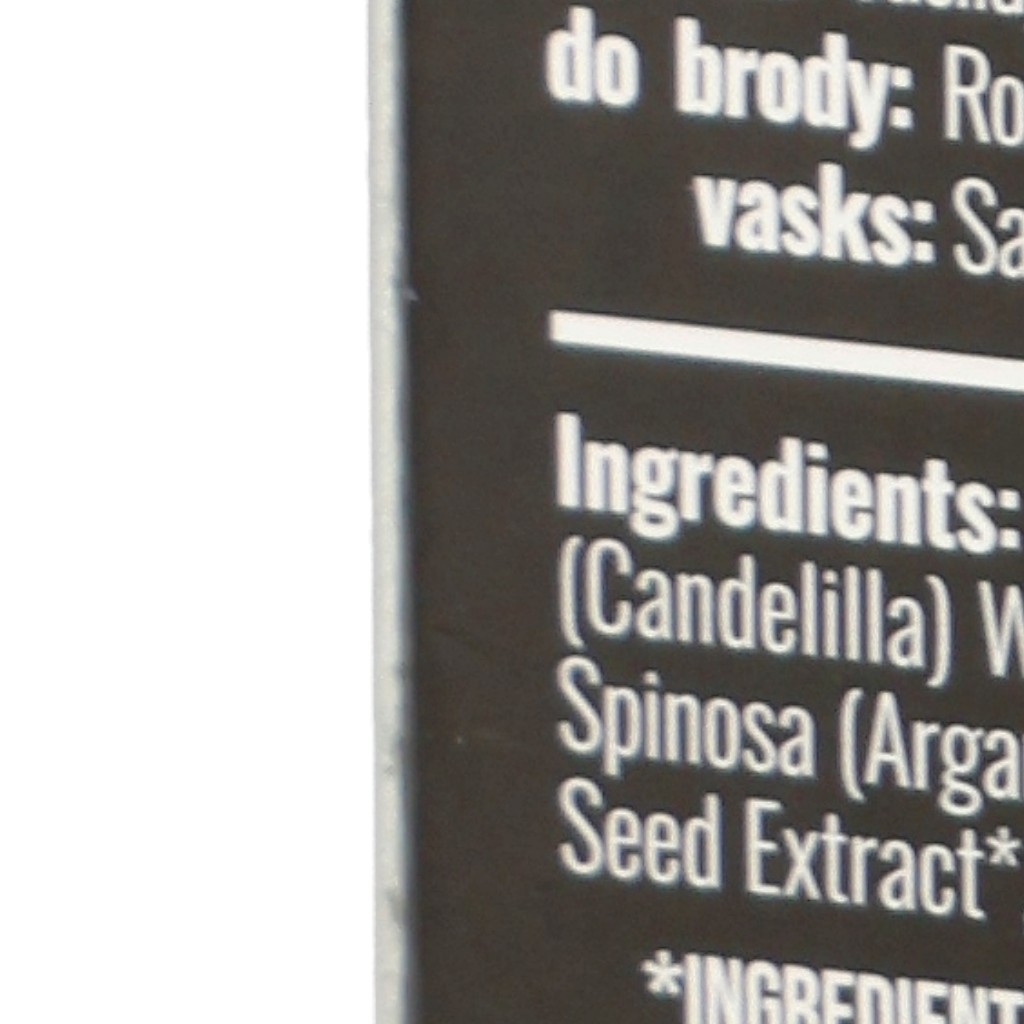 do brody: Ro
vasks: Sa
Ingredients:
(Candelilla) W
Spinosa (Arga
Seed Extract*
*INGREDIENT